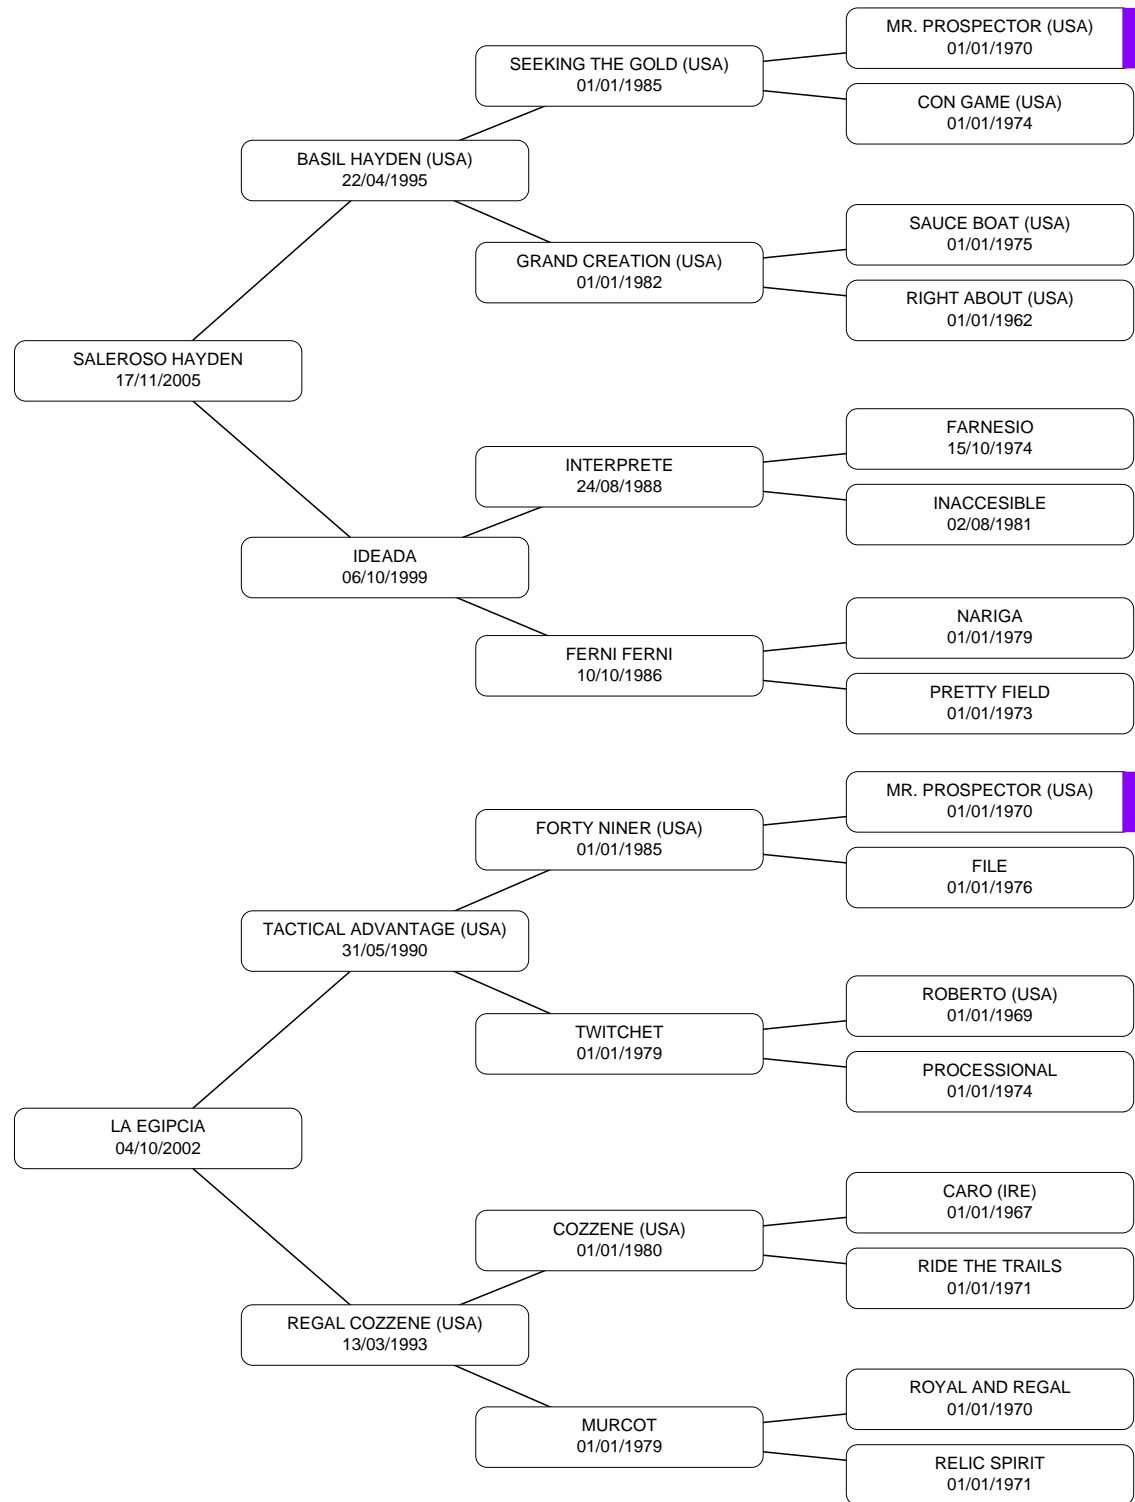 MR. PROSPECTOR (USA)
01/01/1970
SEEKING THE GOLD (USA)
01/01/1985
CON GAME (USA)
01/01/1974
BASIL HAYDEN (USA)
22/04/1995
SAUCE BOAT (USA)
01/01/1975
GRAND CREATION (USA)
01/01/1982
RIGHT ABOUT (USA)
01/01/1962
SALEROSO HAYDEN
17/11/2005
FARNESIO
15/10/1974
INTERPRETE
24/08/1988
INACCESIBLE
02/08/1981
IDEADA
06/10/1999
NARIGA
01/01/1979
FERNI FERNI
10/10/1986
PRETTY FIELD
01/01/1973
MR. PROSPECTOR (USA)
01/01/1970
FORTY NINER (USA)
01/01/1985
FILE
01/01/1976
TACTICAL ADVANTAGE (USA)
31/05/1990
ROBERTO (USA)
01/01/1969
TWITCHET
01/01/1979
PROCESSIONAL
01/01/1974
LA EGIPCIA
04/10/2002
CARO (IRE)
01/01/1967
COZZENE (USA)
01/01/1980
RIDE THE TRAILS
01/01/1971
REGAL COZZENE (USA)
13/03/1993
ROYAL AND REGAL
01/01/1970
MURCOT
01/01/1979
RELIC SPIRIT
01/01/1971